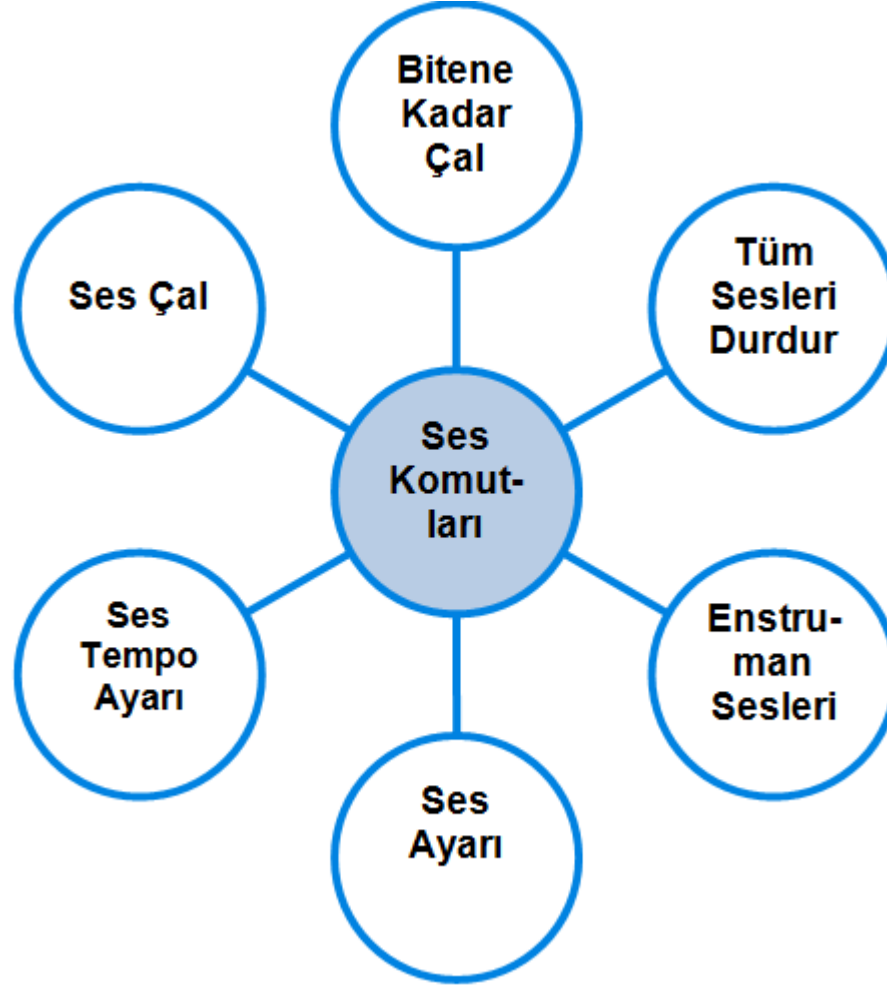 Bitene
Kadar
Çal
Ses Çal
Tüm
Sesleri
Durdur
Ses
Komut-
ları
Ses
Tempo
Ayarı
Enstru-
man
Sesleri
Ses
Ayarı